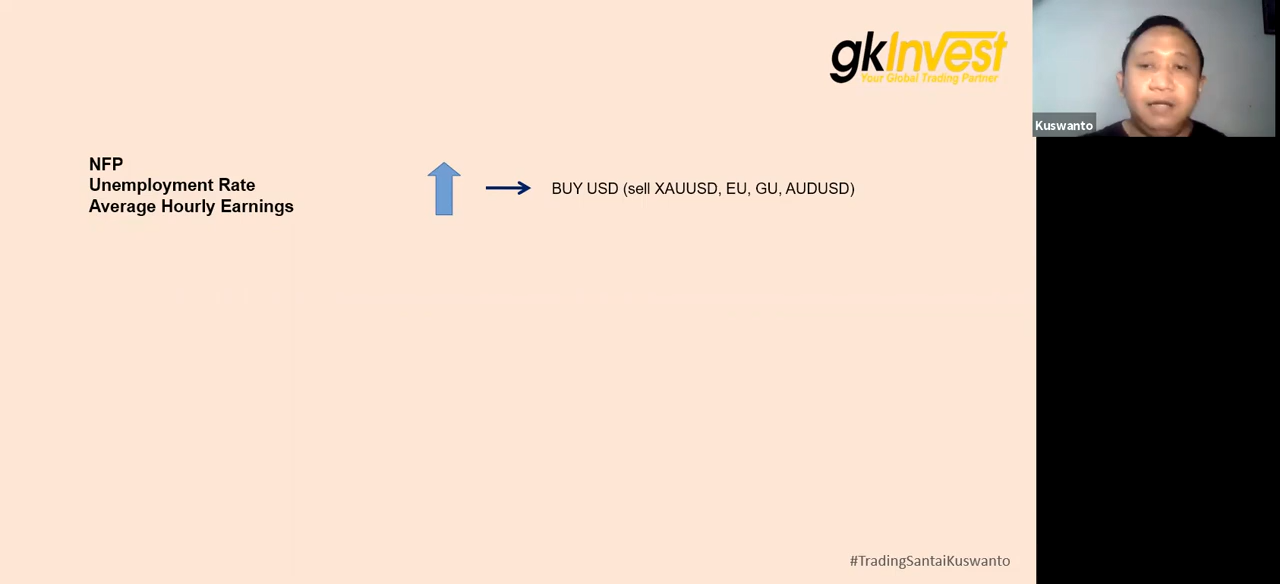 gkInvest
Your Global Trading Partner
Kuswanto
NFP
Unemployment Rate
Average Hourly Earnings
BUY USD (sell XAUUSD, EU, GU, AUDUSD)
#TradingSantaiKuswanto